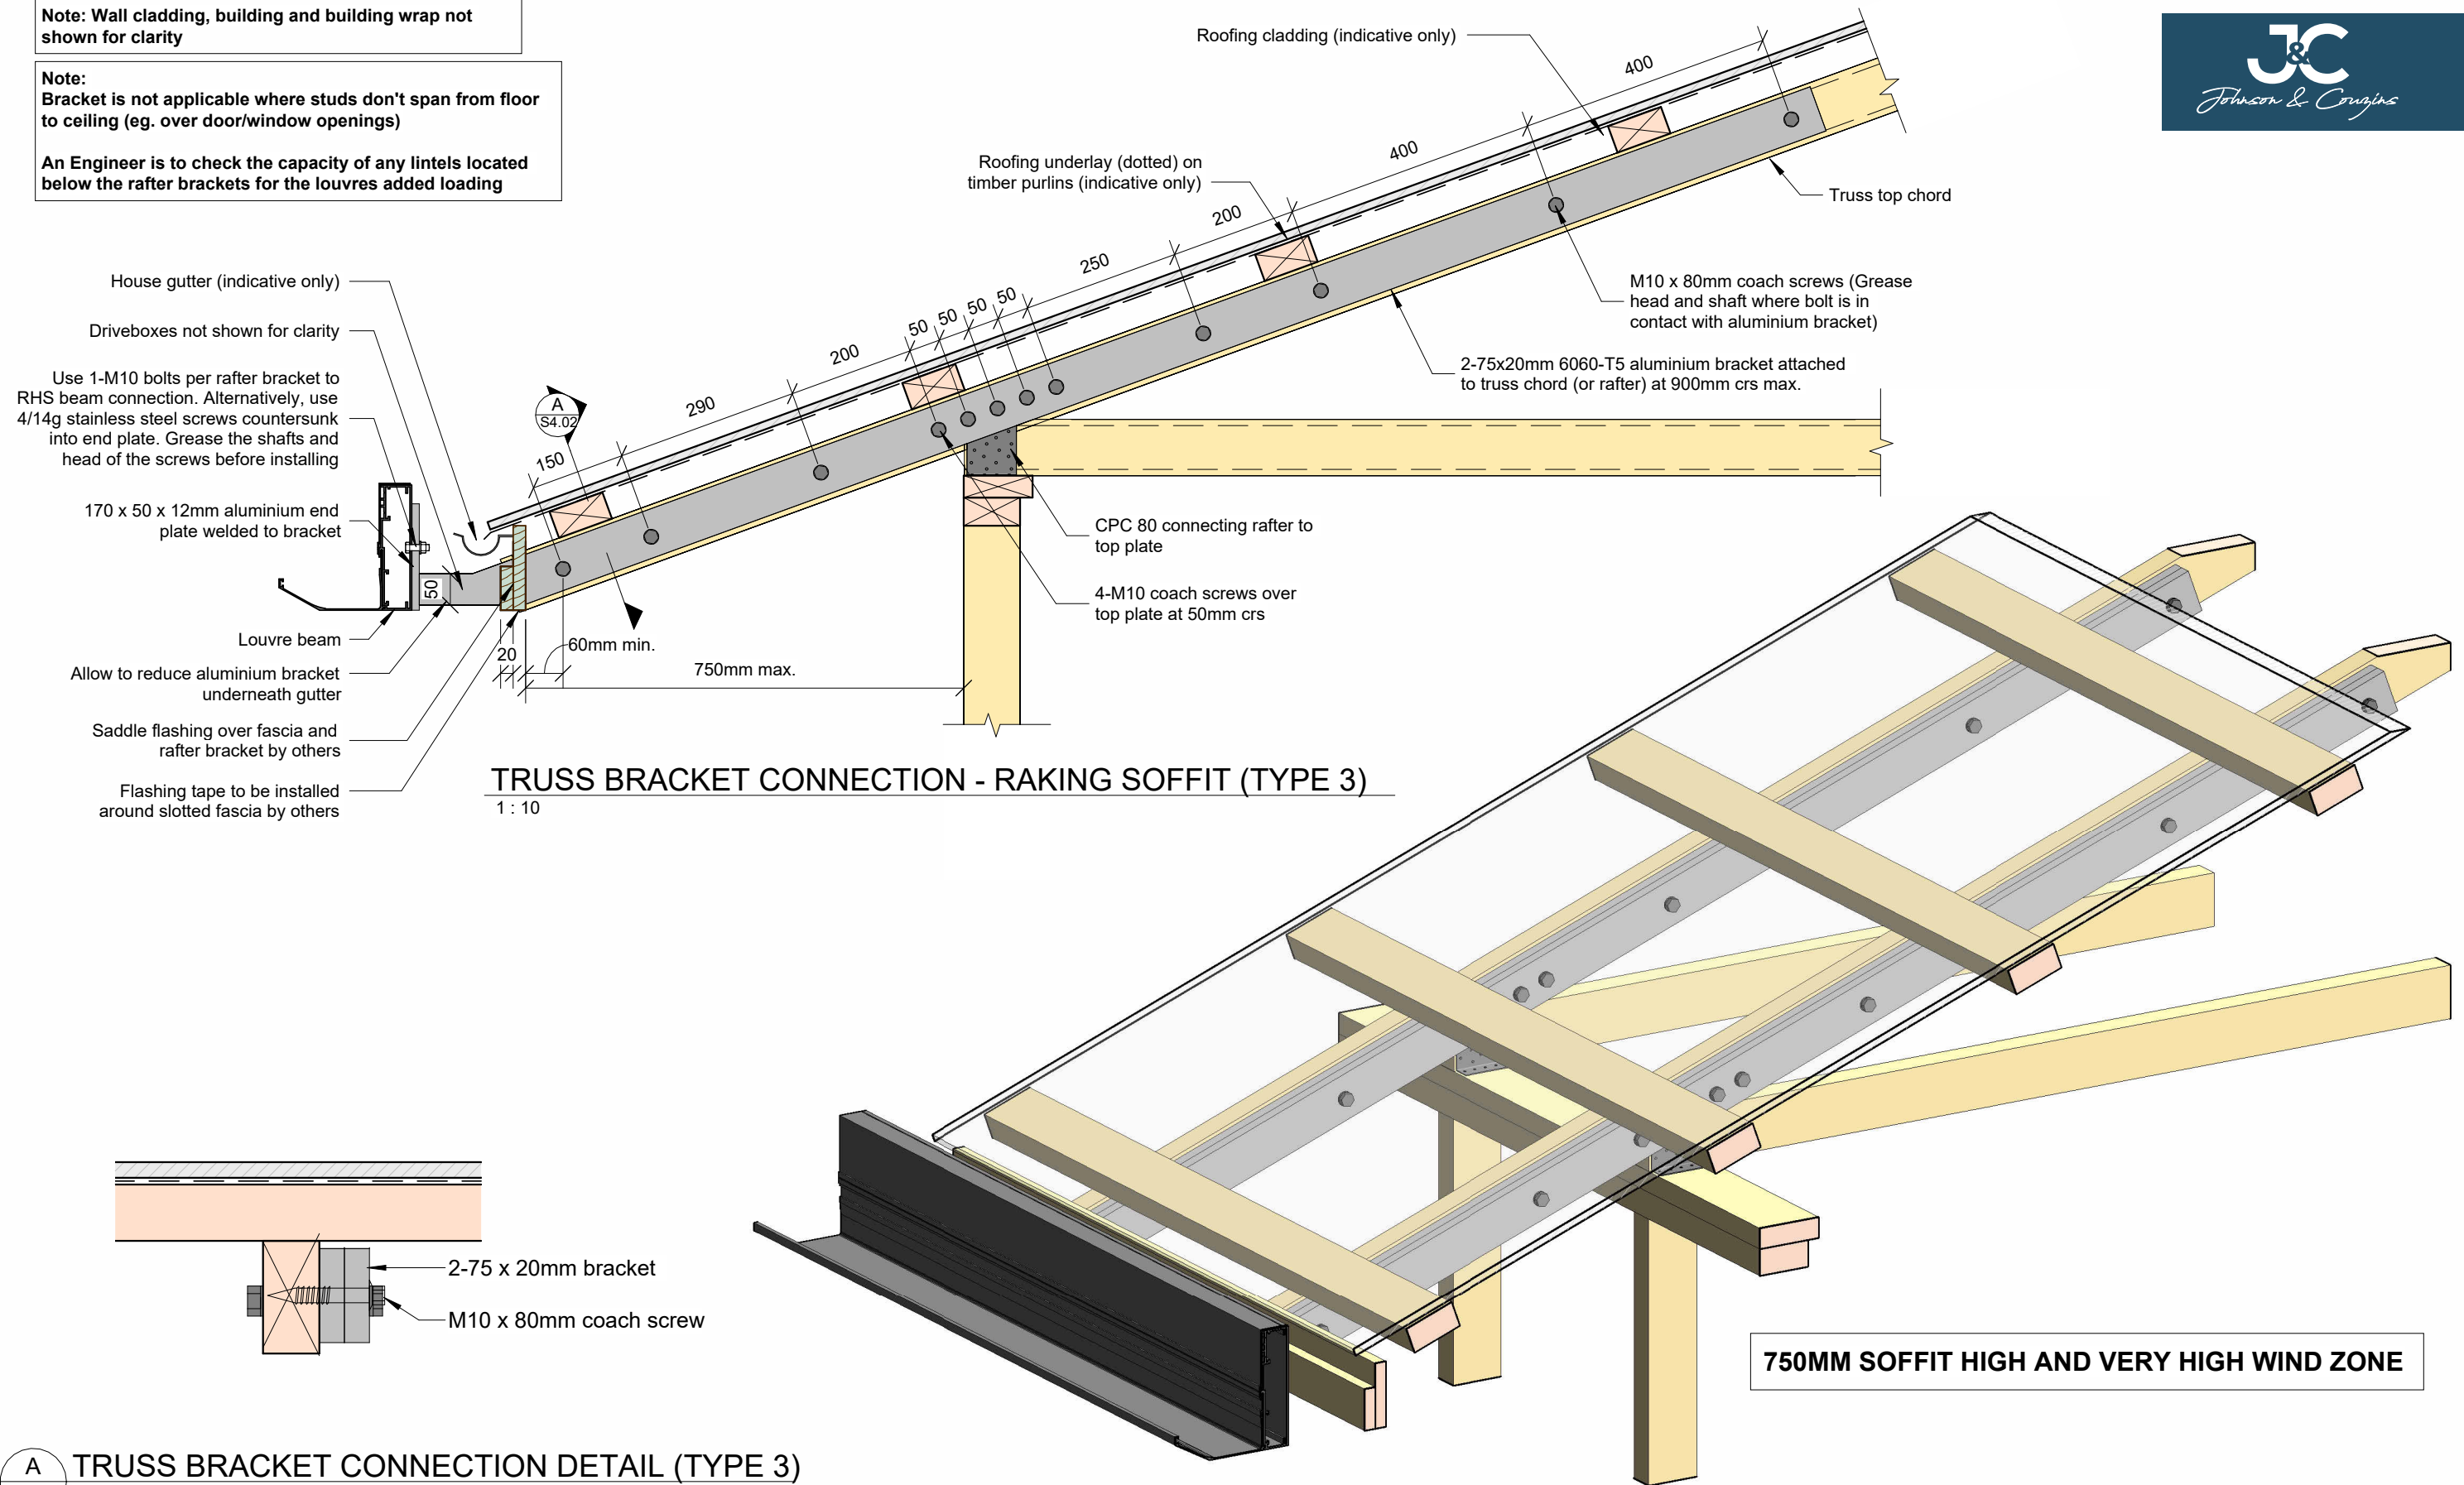 Note: Wall cladding, building and building wrap not
shown for clarity
Note:
Bracket is not applicable where studs don't span from floor
to ceiling (eg. over door/window openings)
An Engineer is to check the capacity of any lintels located
below the rafter brackets for the louvres added loading
J&C
Johnson & Couzins
Roofing cladding (indicative only)
Roofing underlay (dotted) on
timber purlins (indicative only)
400
400
200
250
50
50
50
50
200
290
150
Truss top chord
M10 x 80mm coach screws (Grease
head and shaft where bolt is in
contact with aluminium bracket)
2-75x20mm 6060-T5 aluminium bracket attached
to truss chord (or rafter) at 900mm crs max.
House gutter (indicative only)
Driveboxes not shown for clarity
Use 1-M10 bolts per rafter bracket to
RHS beam connection. Alternatively, use
4/14g stainless steel screws countersunk
into end plate. Grease the shafts and
head of the screws before installing
170 x 50 x 12mm aluminium end
plate welded to bracket
Louvre beam
Allow to reduce aluminium bracket
underneath gutter
Saddle flashing over fascia and
rafter bracket by others
Flashing tape to be installed
around slotted fascia by others
A
S4.02
50
20
60mm min.
750mm max.
CPC 80 connecting rafter to
top plate
4-M10 coach screws over
top plate at 50mm crs
TRUSS BRACKET CONNECTION - RAKING SOFFIT (TYPE 3)
1 : 10
2-75 x 20mm bracket
M10 x 80mm coach screw
750MM SOFFIT HIGH AND VERY HIGH WIND ZONE
A
TRUSS BRACKET CONNECTION DETAIL (TYPE 3)